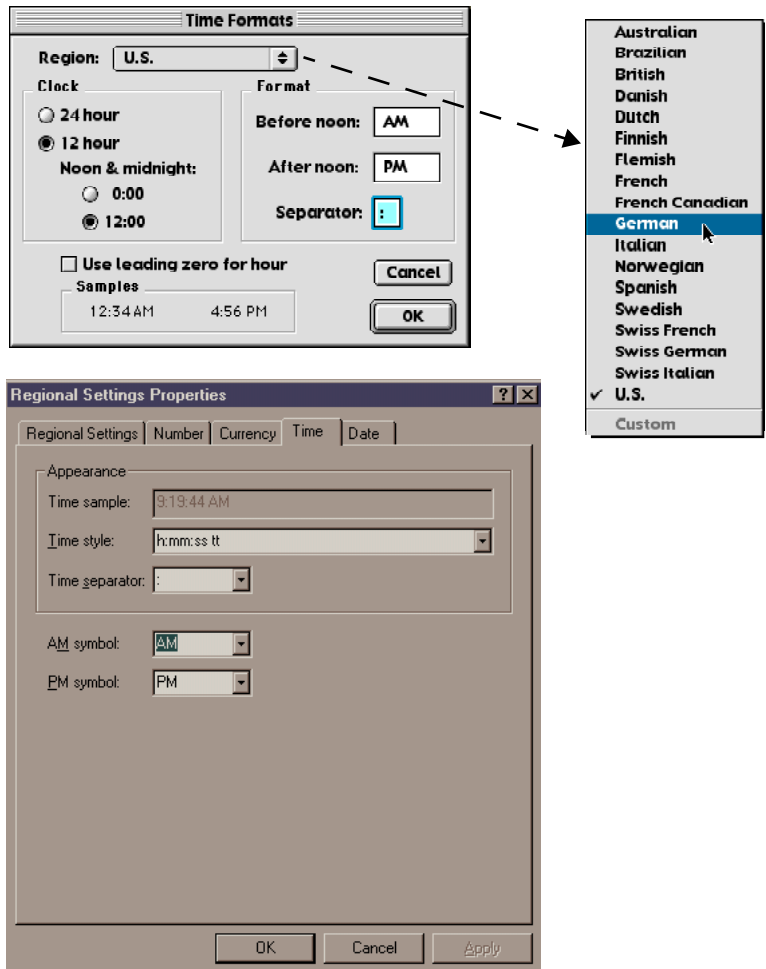 Time Formats
Region: U.S.
Clock
24 hour
12 hour
Noon & midnight:
0:00
12:00
Format
Before noon: AM
After noon: PM
Separator: :
Use leading zero for hour
Samples
12:34 AM 4:56 PM
Cancel
OK
Australian
Brazilian
British
Danish
Dutch
Finnish
Flemish
French
French Canadian
German
Italian
Norwegian
Spanish
Swedish
Swiss French
Swiss German
Swiss Italian
✓ U.S.
Custom
Regional Settings Properties
Regional Settings Number Currency Time Date
Appearance
Time sample: 9:19:44 AM
Time style: h:mm:ss tt
Time separator: :
AM symbol: AM
PM symbol: PM
OK Cancel Apply